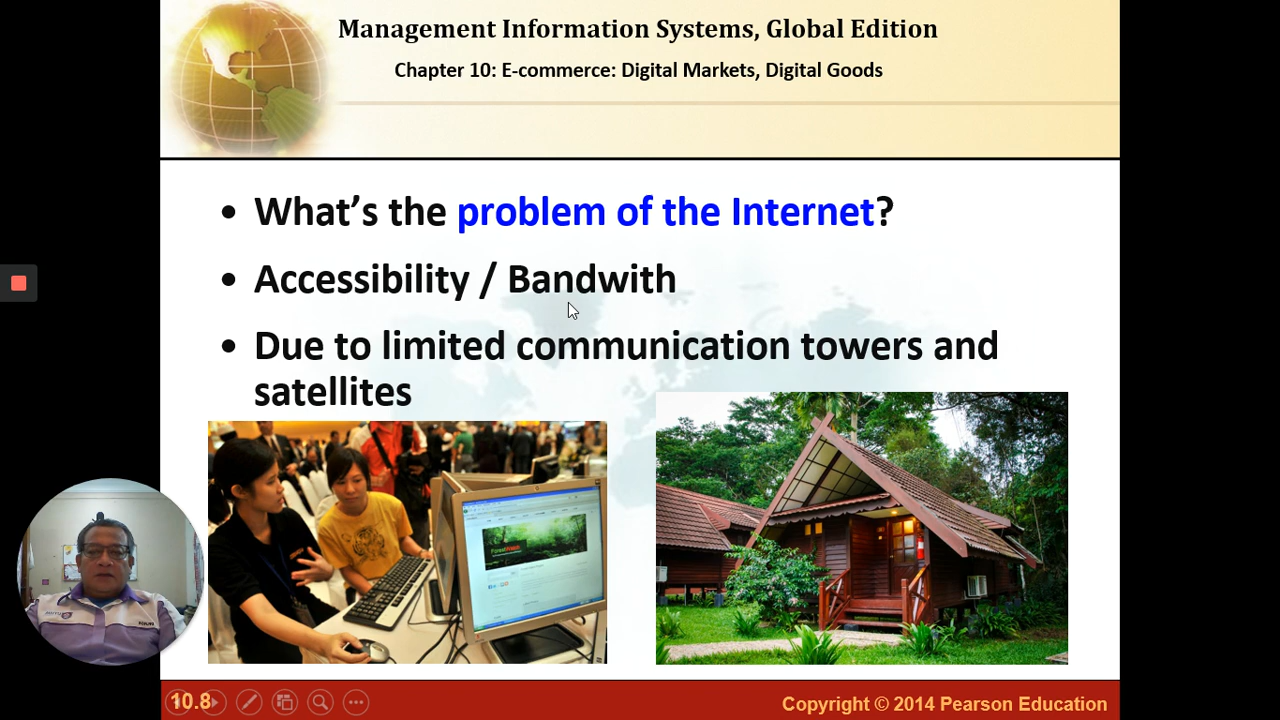 Management Information Systems, Global Edition
Chapter 10: E-commerce: Digital Markets, Digital Goods
• What's the problem of the Internet?
• Accessibility / Bandwith
• Due to limited communication towers and
satellites
10.8
Copyright © 2014 Pearson Education